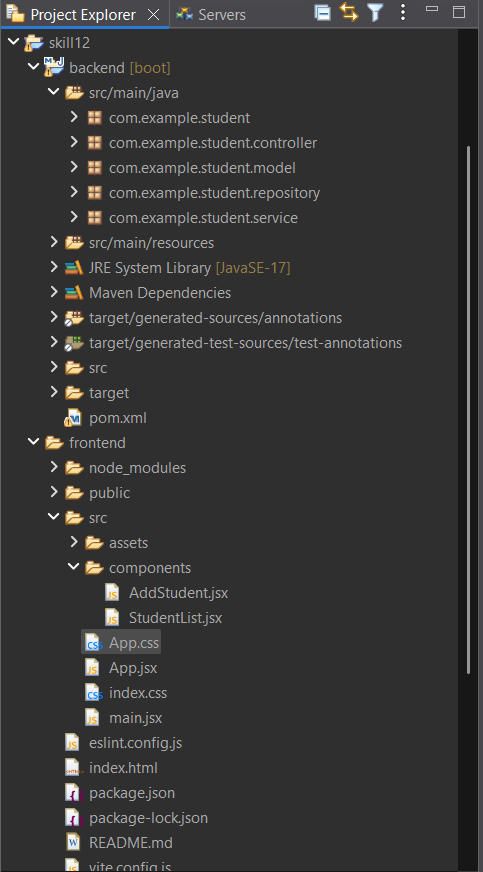 Project Explorer
Servers
skill12
backend [boot]
src/main/java
com.example.student
com.example.student.controller
com.example.student.model
com.example.student.repository
com.example.student.service
src/main/resources
JRE System Library [JavaSE-17]
Maven Dependencies
target/generated-sources/annotations
target/generated-test-sources/test-annotations
src
target
pom.xml
frontend
node_modules
public
src
assets
components
AddStudent.jsx
StudentList.jsx
App.css
App.jsx
index.css
main.jsx
eslint.config.js
index.html
package.json
package-lock.json
README.md
vite.config.js